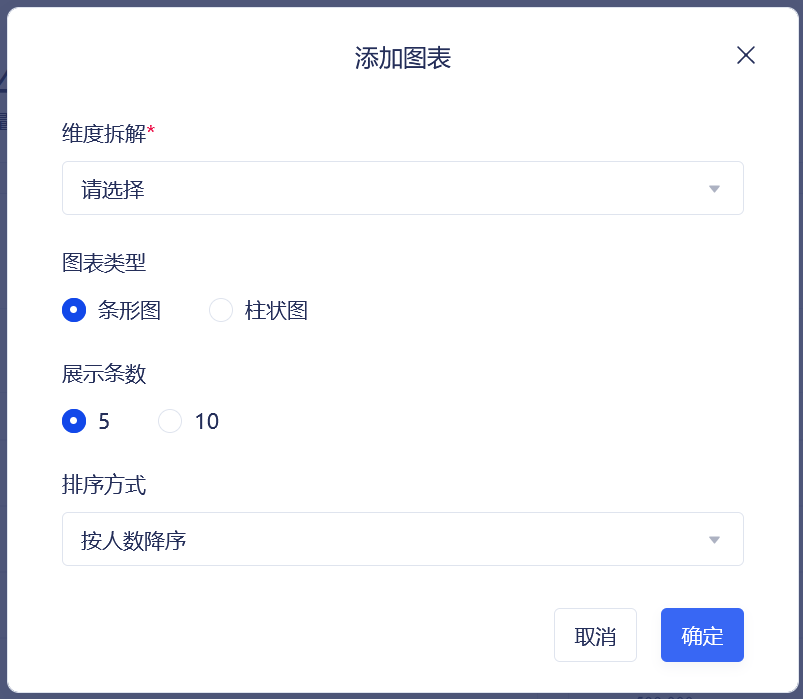 添加图表
维度拆解*
请选择
图表类型
条形图 柱状图
展示条数
5 10
排序方式
按人数降序
取消 确定